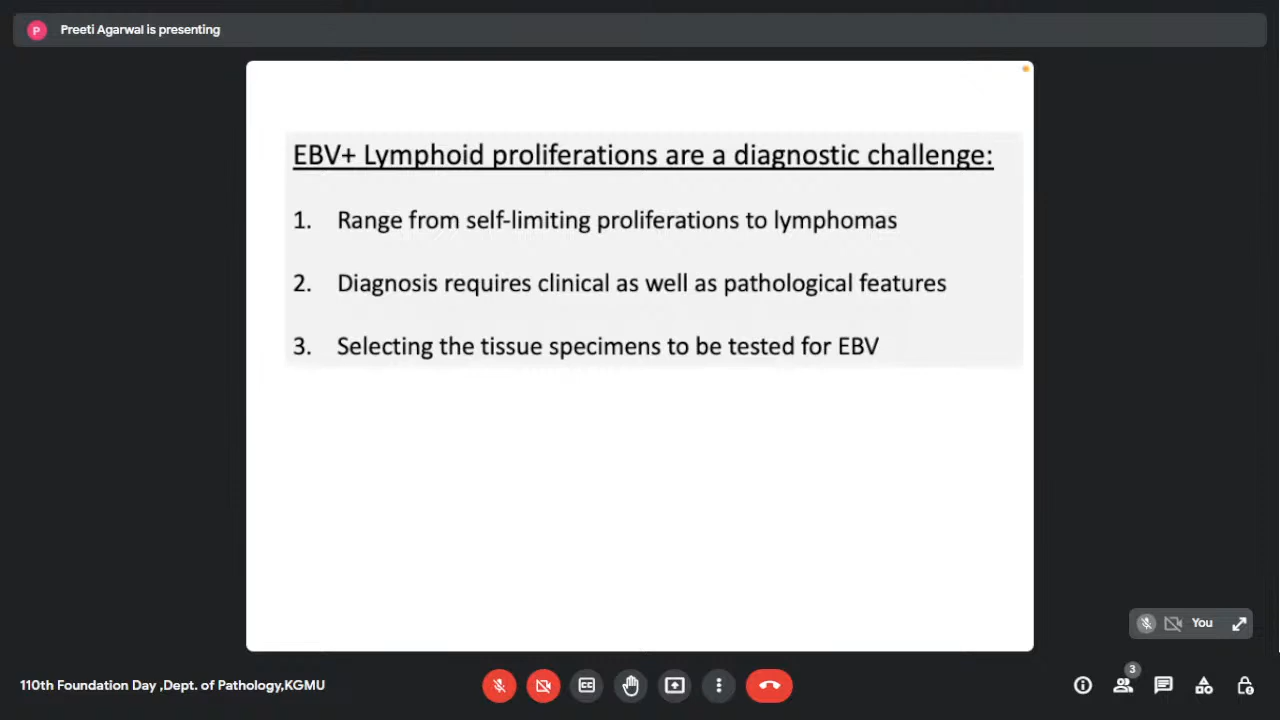 P Preeti Agarwal is presenting
EBV+ Lymphoid proliferations are a diagnostic challenge:
1. Range from self-limiting proliferations to lymphomas
2. Diagnosis requires clinical as well as pathological features
3. Selecting the tissue specimens to be tested for EBV
You
3
110th Foundation Day ,Dept. of Pathology,KGMU
CC